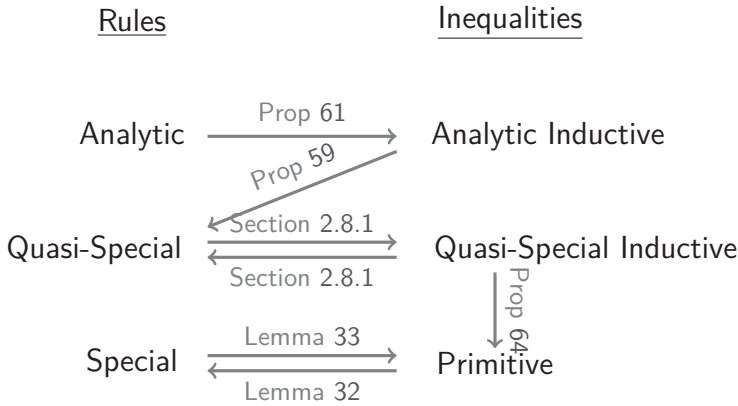 Rules Inequalities
Prop 61
Analytic Analytic Inductive
Prop 59
Section 2.8.1
Quasi-Special Quasi-Special Inductive
Section 2.8.1
Prop 64
Lemma 33
Special Primitive
Lemma 32